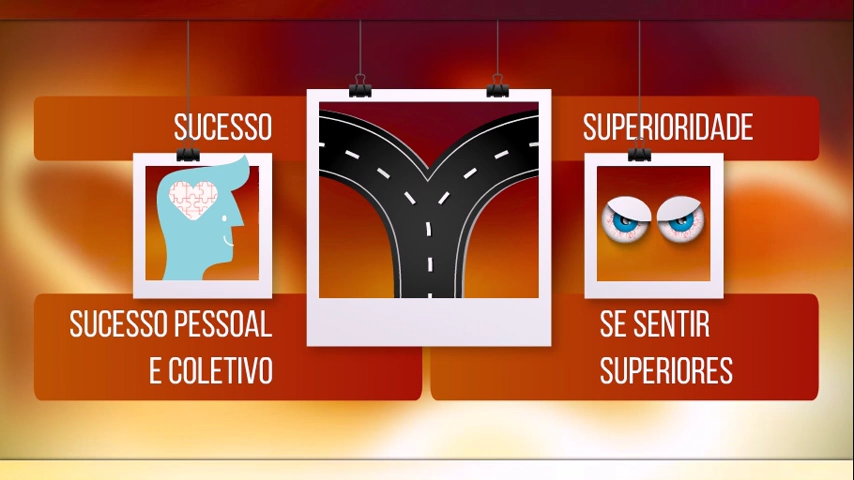 SUCESSO
SUPERIORIDADE
SUCESSO PESSOAL
E COLETIVO
SE SENTIR
SUPERIORES